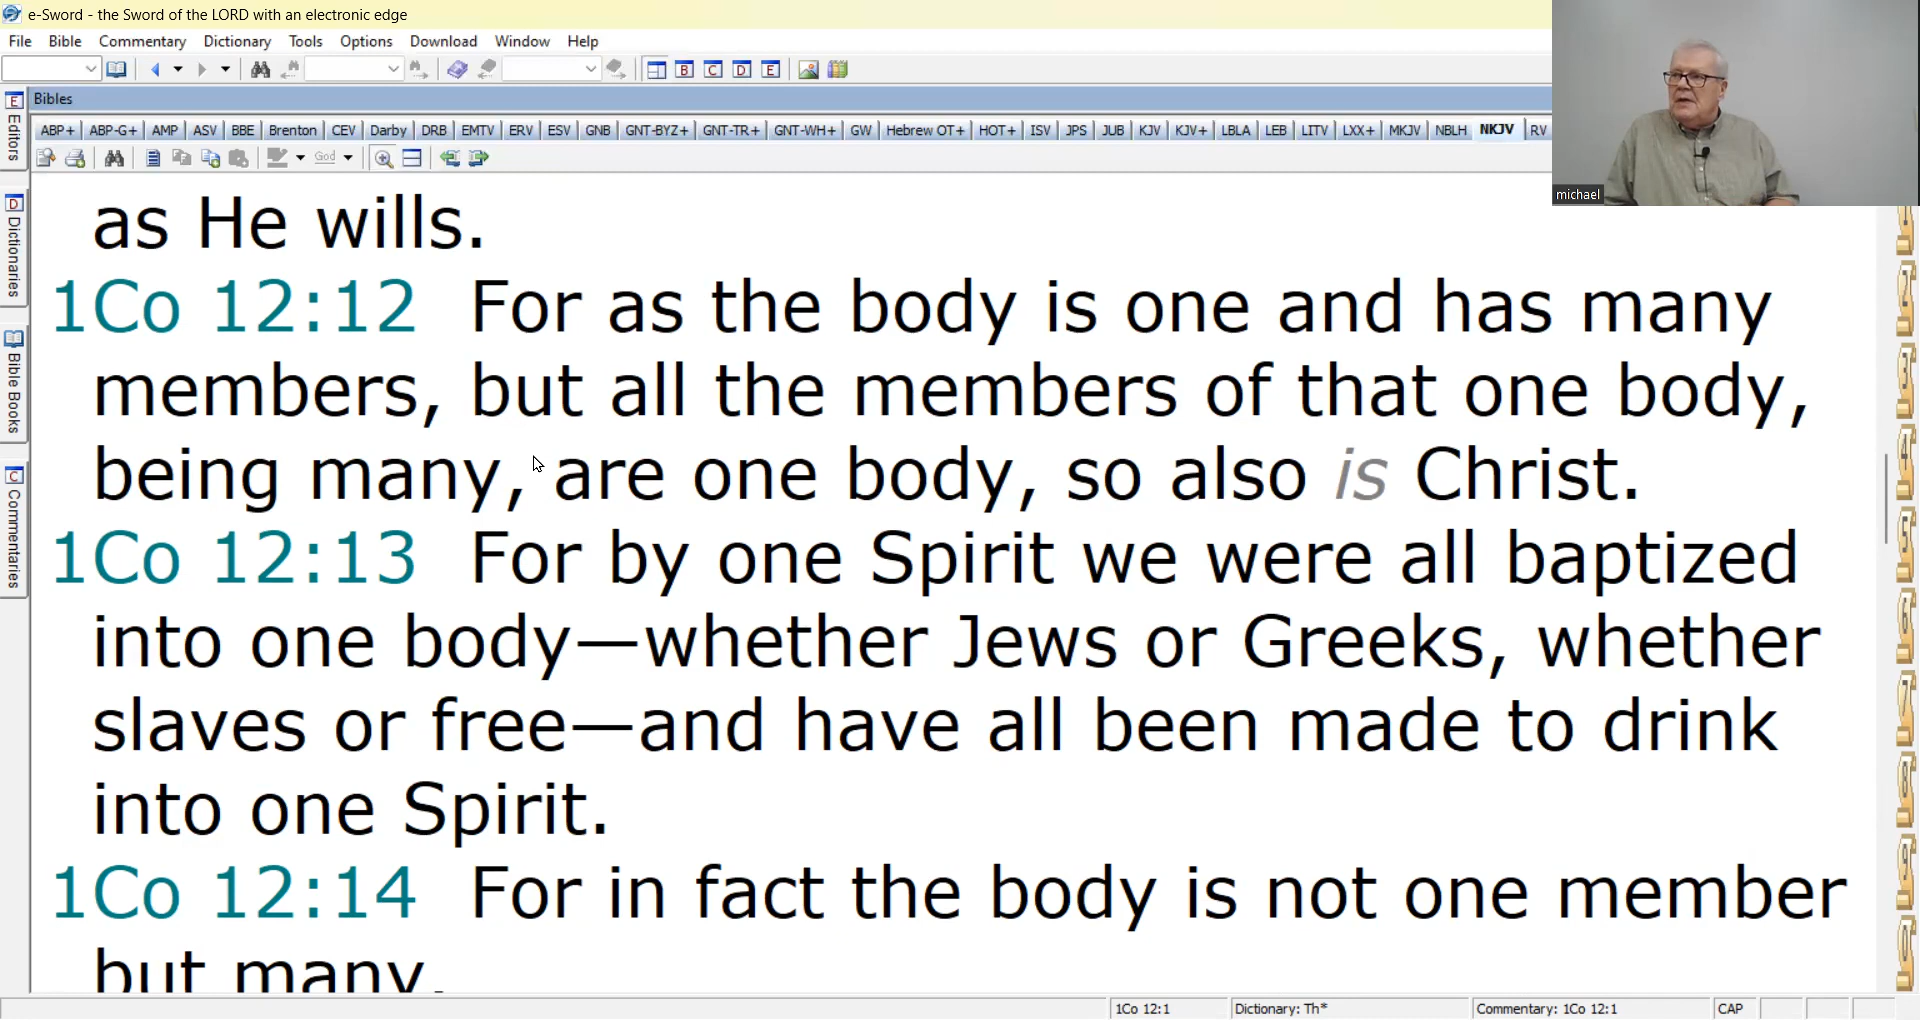 e-Sword - the Sword of the LORD with an electronic edge
File Bible Commentary Dictionary Tools Options Download Window Help
B C D E
Bibles
ABP+ ABP-G+ AMP ASV BBE Brenton CEV Darby DRB EMTV ERV ESV GNB GNT-BYZ+ GNT-TR+ GNT-WH+ GW Hebrew OT+ HOT+ ISV JPS JUB KJV KJV+ LBLA LEB LITV LXX+ MKJV NBLH NKJV RV
God
michael
E Editors
D Dictionaries
Bible Books
C Commentaries
as He wills.
1Co 12:12 For as the body is one and has many
members, but all the members of that one body,
being many, are one body, so also is Christ.
1Co 12:13 For by one Spirit we were all baptized
into one body—whether Jews or Greeks, whether
slaves or free—and have all been made to drink
into one Spirit.
1Co 12:14 For in fact the body is not one member
but many.
1Co 12:1 Dictionary: Th* Commentary: 1Co 12:1 CAP